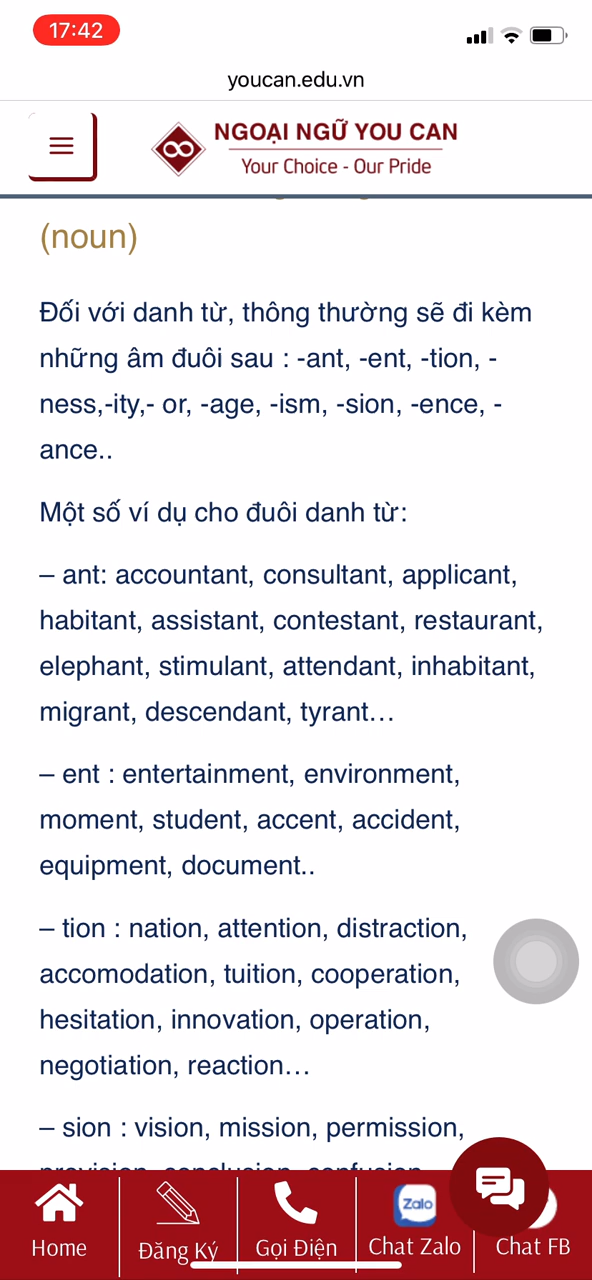 17:42
youcan.edu.vn
NGOẠI NGỮ YOU CAN
Your Choice - Our Pride
(noun)
Đối với danh từ, thông thường sẽ đi kèm
những âm đuôi sau : -ant, -ent, -tion, -
ness,-ity,- or, -age, -ism, -sion, -ence, -
ance..
Một số ví dụ cho đuôi danh từ:
– ant: accountant, consultant, applicant,
habitant, assistant, contestant, restaurant,
elephant, stimulant, attendant, inhabitant,
migrant, descendant, tyrant…
– ent : entertainment, environment,
moment, student, accent, accident,
equipment, document..
– tion : nation, attention, distraction,
accomodation, tuition, cooperation,
hesitation, innovation, operation,
negotiation, reaction…
– sion : vision, mission, permission,
Zalo
Home Đăng Ký Gọi Điện Chat Zalo Chat FB